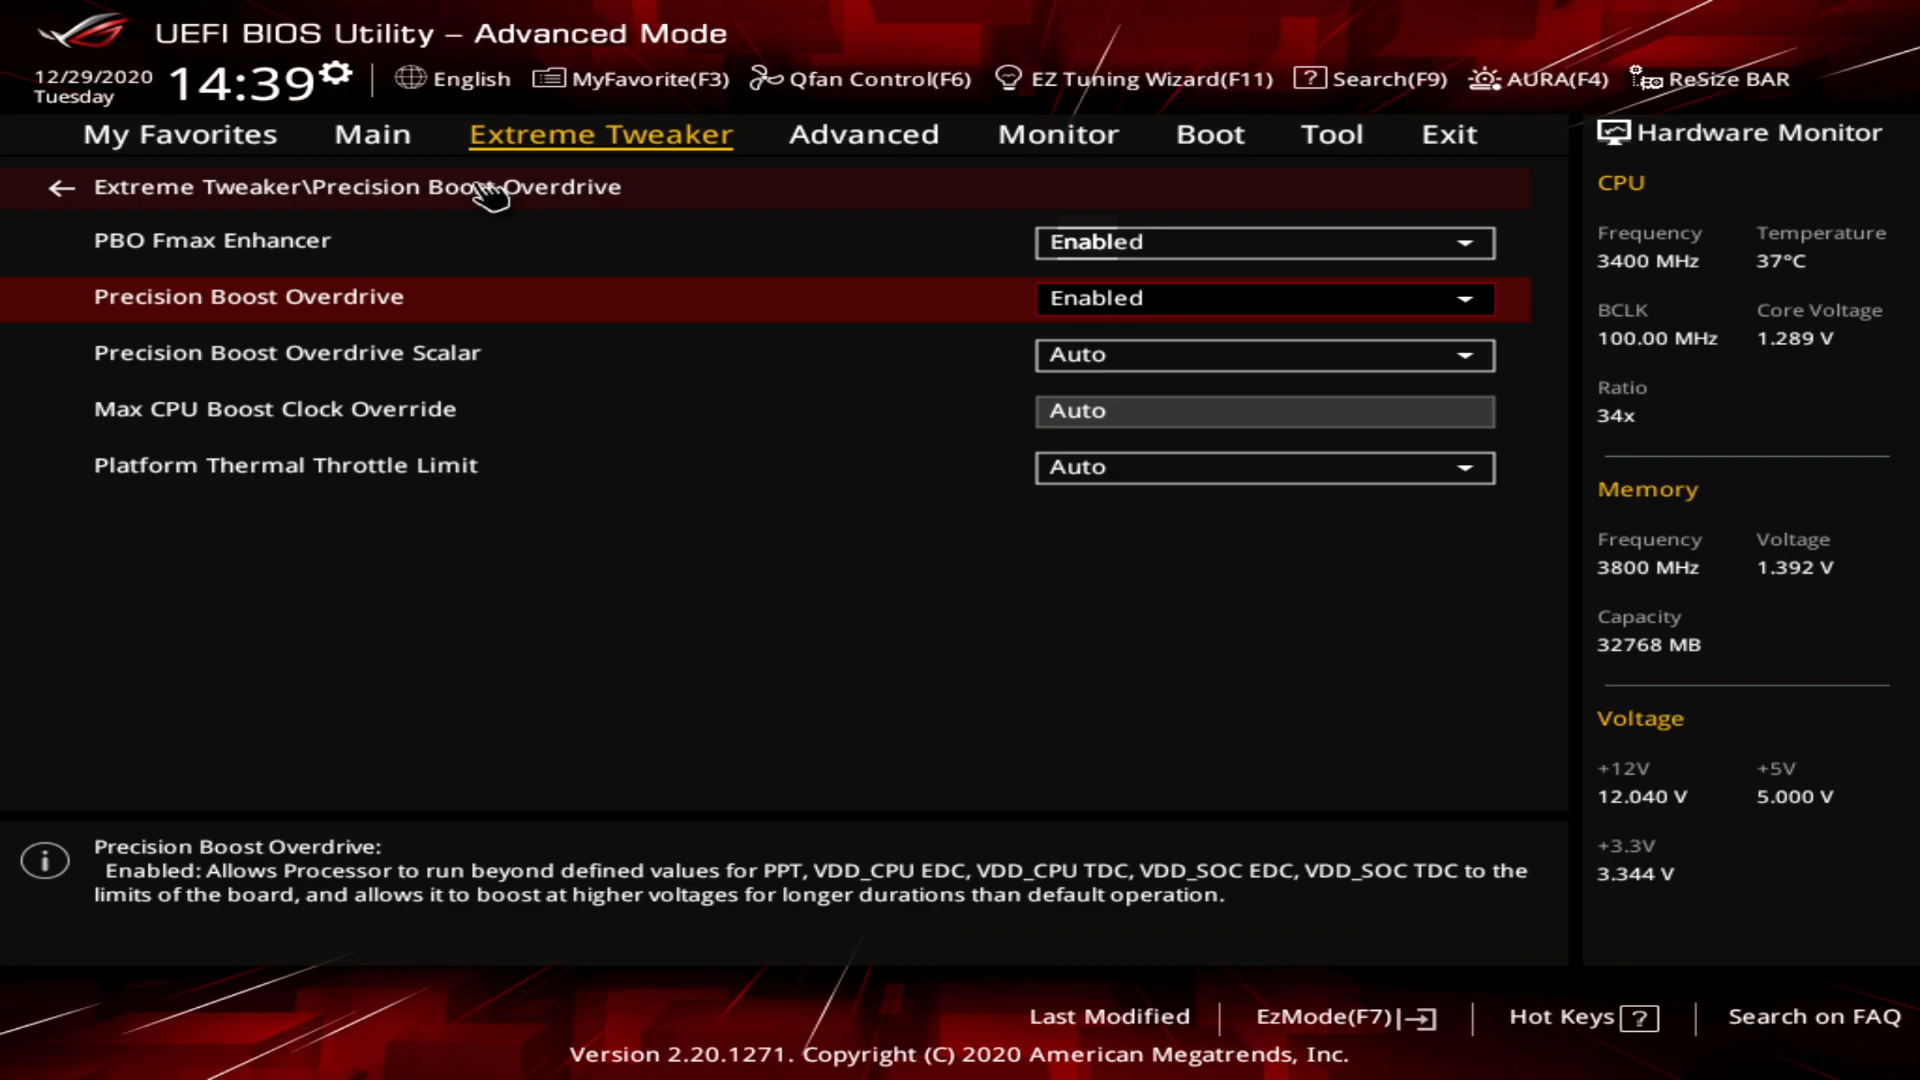 UEFI BIOS Utility – Advanced Mode
12/29/2020
Tuesday
14:39
English
MyFavorite(F3)
Qfan Control(F6)
EZ Tuning Wizard(F11)
Search(F9)
AURA(F4)
ReSize BAR
My Favorites
Main
Extreme Tweaker
Advanced
Monitor
Boot
Tool
Exit
Extreme Tweaker\Precision Boost Overdrive
PBO Fmax Enhancer Enabled
Precision Boost Overdrive Enabled
Precision Boost Overdrive Scalar Auto
Max CPU Boost Clock Override Auto
Platform Thermal Throttle Limit Auto
Precision Boost Overdrive:
Enabled: Allows Processor to run beyond defined values for PPT, VDD_CPU EDC, VDD_CPU TDC, VDD_SOC EDC, VDD_SOC TDC to the
limits of the board, and allows it to boost at higher voltages for longer durations than default operation.
Hardware Monitor
CPU
Frequency Temperature
3400 MHz 37°C
BCLK Core Voltage
100.00 MHz 1.289 V
Ratio
34x
Memory
Frequency Voltage
3800 MHz 1.392 V
Capacity
32768 MB
Voltage
+12V +5V
12.040 V 5.000 V
+3.3V
3.344 V
Last Modified
EzMode(F7)
Hot Keys ?
Search on FAQ
Version 2.20.1271. Copyright (C) 2020 American Megatrends, Inc.